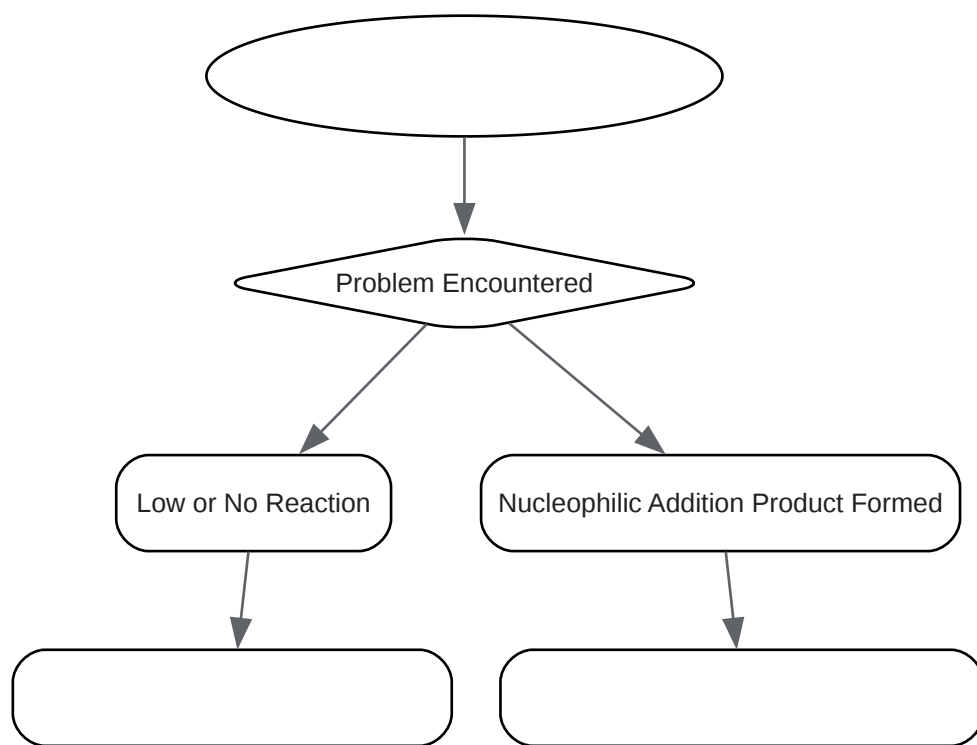 Problem Encountered
Low or No Reaction
Nucleophilic Addition Product Formed